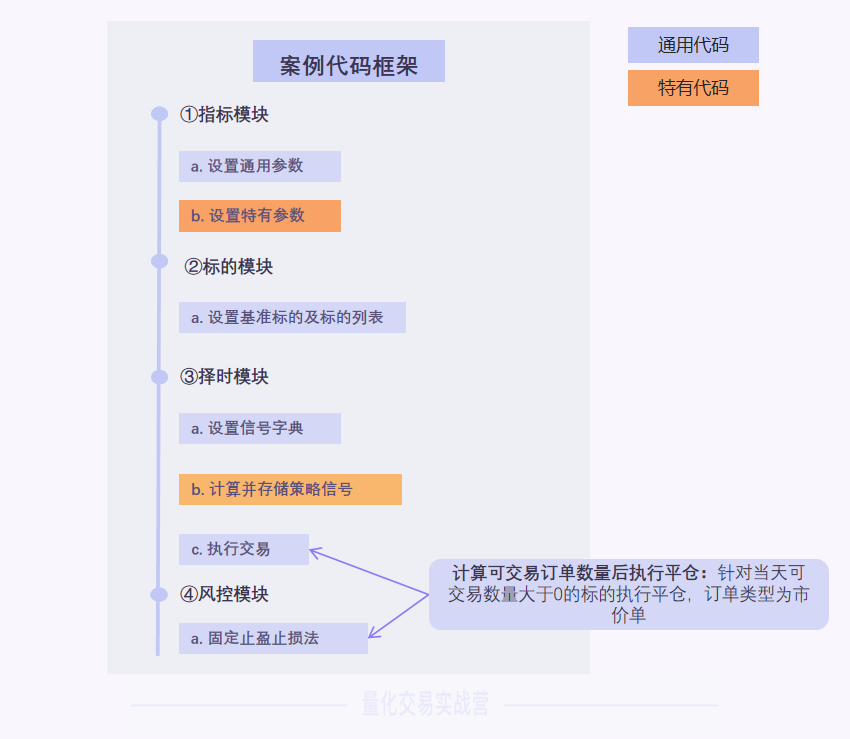 案例代码框架
通用代码
特有代码
①指标模块
a. 设置通用参数
b. 设置特有参数
②标的模块
a. 设置基准标的及标的列表
③择时模块
a. 设置信号字典
b. 计算并存储策略信号
c. 执行交易
④风控模块
a. 固定止盈止损法
计算可交易订单数量后执行平仓：针对当天可
交易数量大于0的标的执行平仓，订单类型为市
价单
量化交易实战营